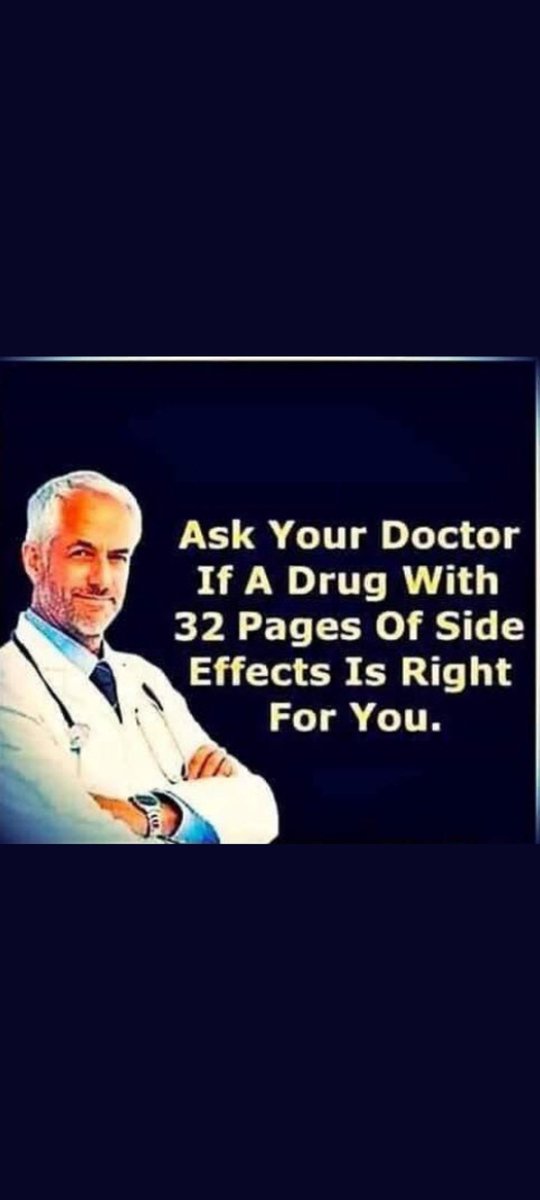 Ask Your Doctor
If A Drug With
32 Pages Of Side
Effects Is Right
For You.